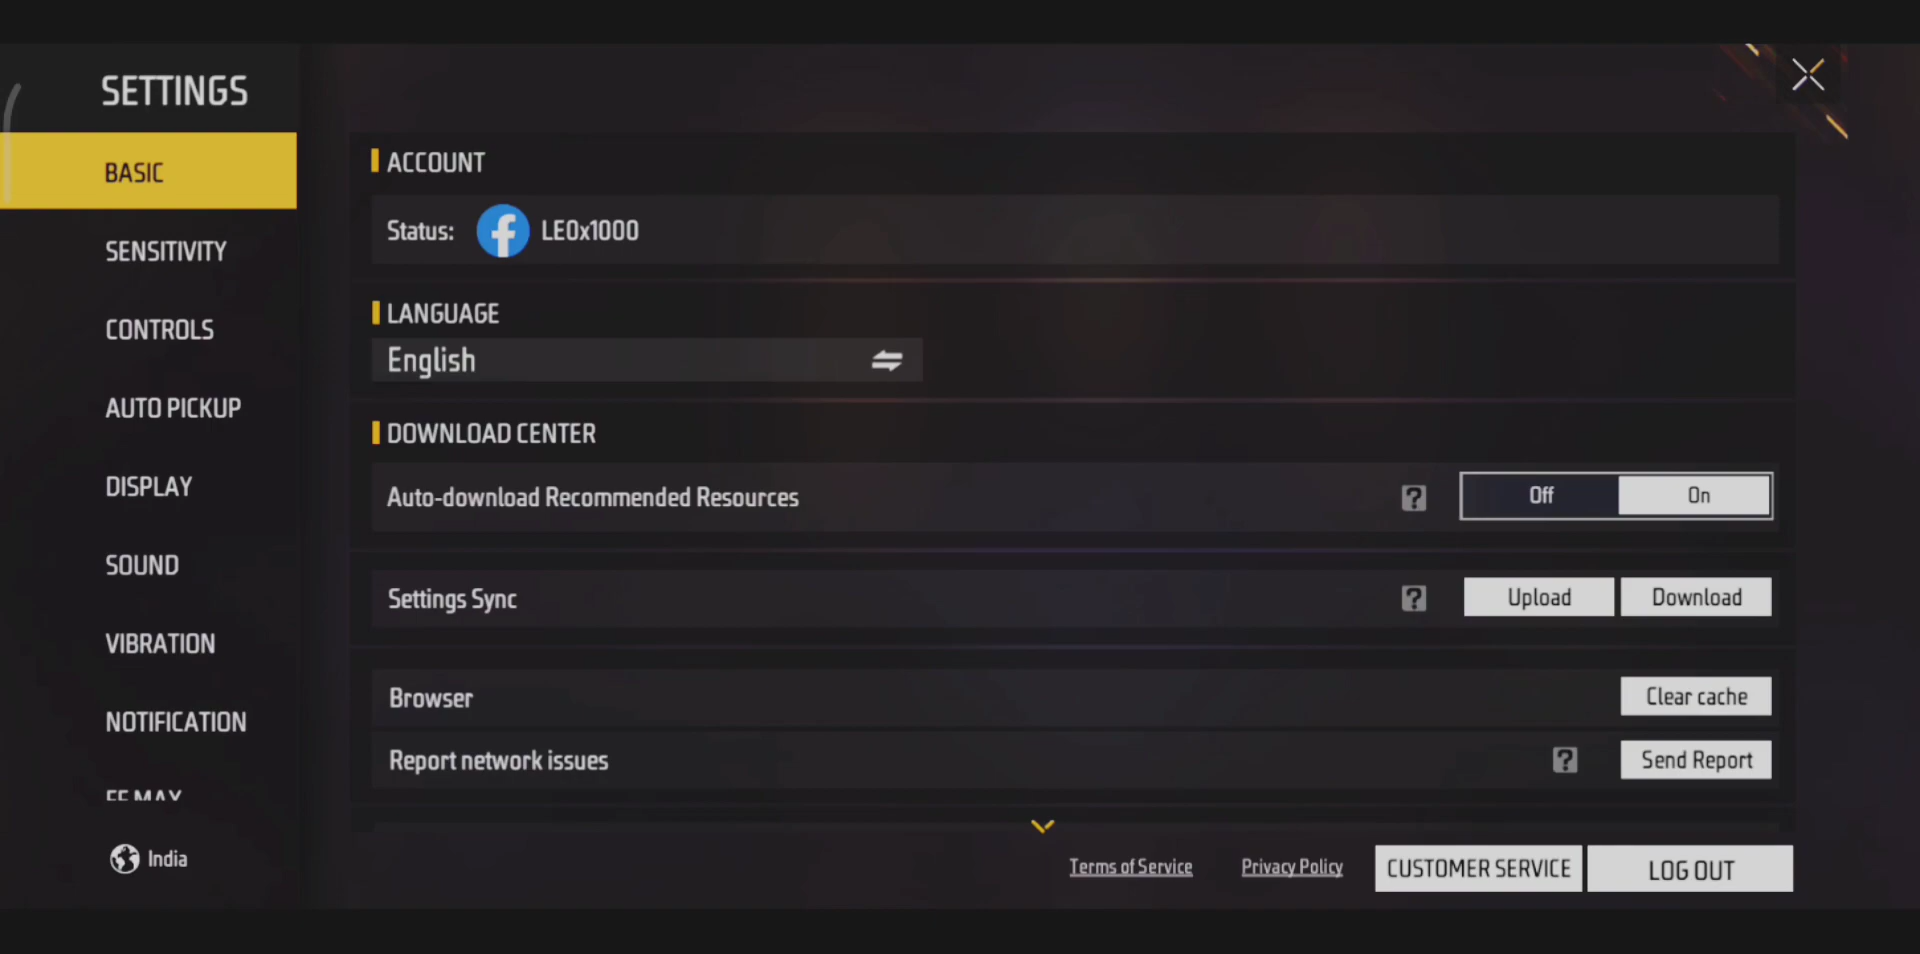 SETTINGS
BASIC
SENSITIVITY
CONTROLS
AUTO PICKUP
DISPLAY
SOUND
VIBRATION
NOTIFICATION
FF MAX
India
ACCOUNT
Status: LEOx1000
LANGUAGE
English
DOWNLOAD CENTER
Auto-download Recommended Resources ? Off On
Settings Sync ? Upload Download
Browser Clear cache
Report network issues ? Send Report
Terms of Service Privacy Policy CUSTOMER SERVICE LOG OUT